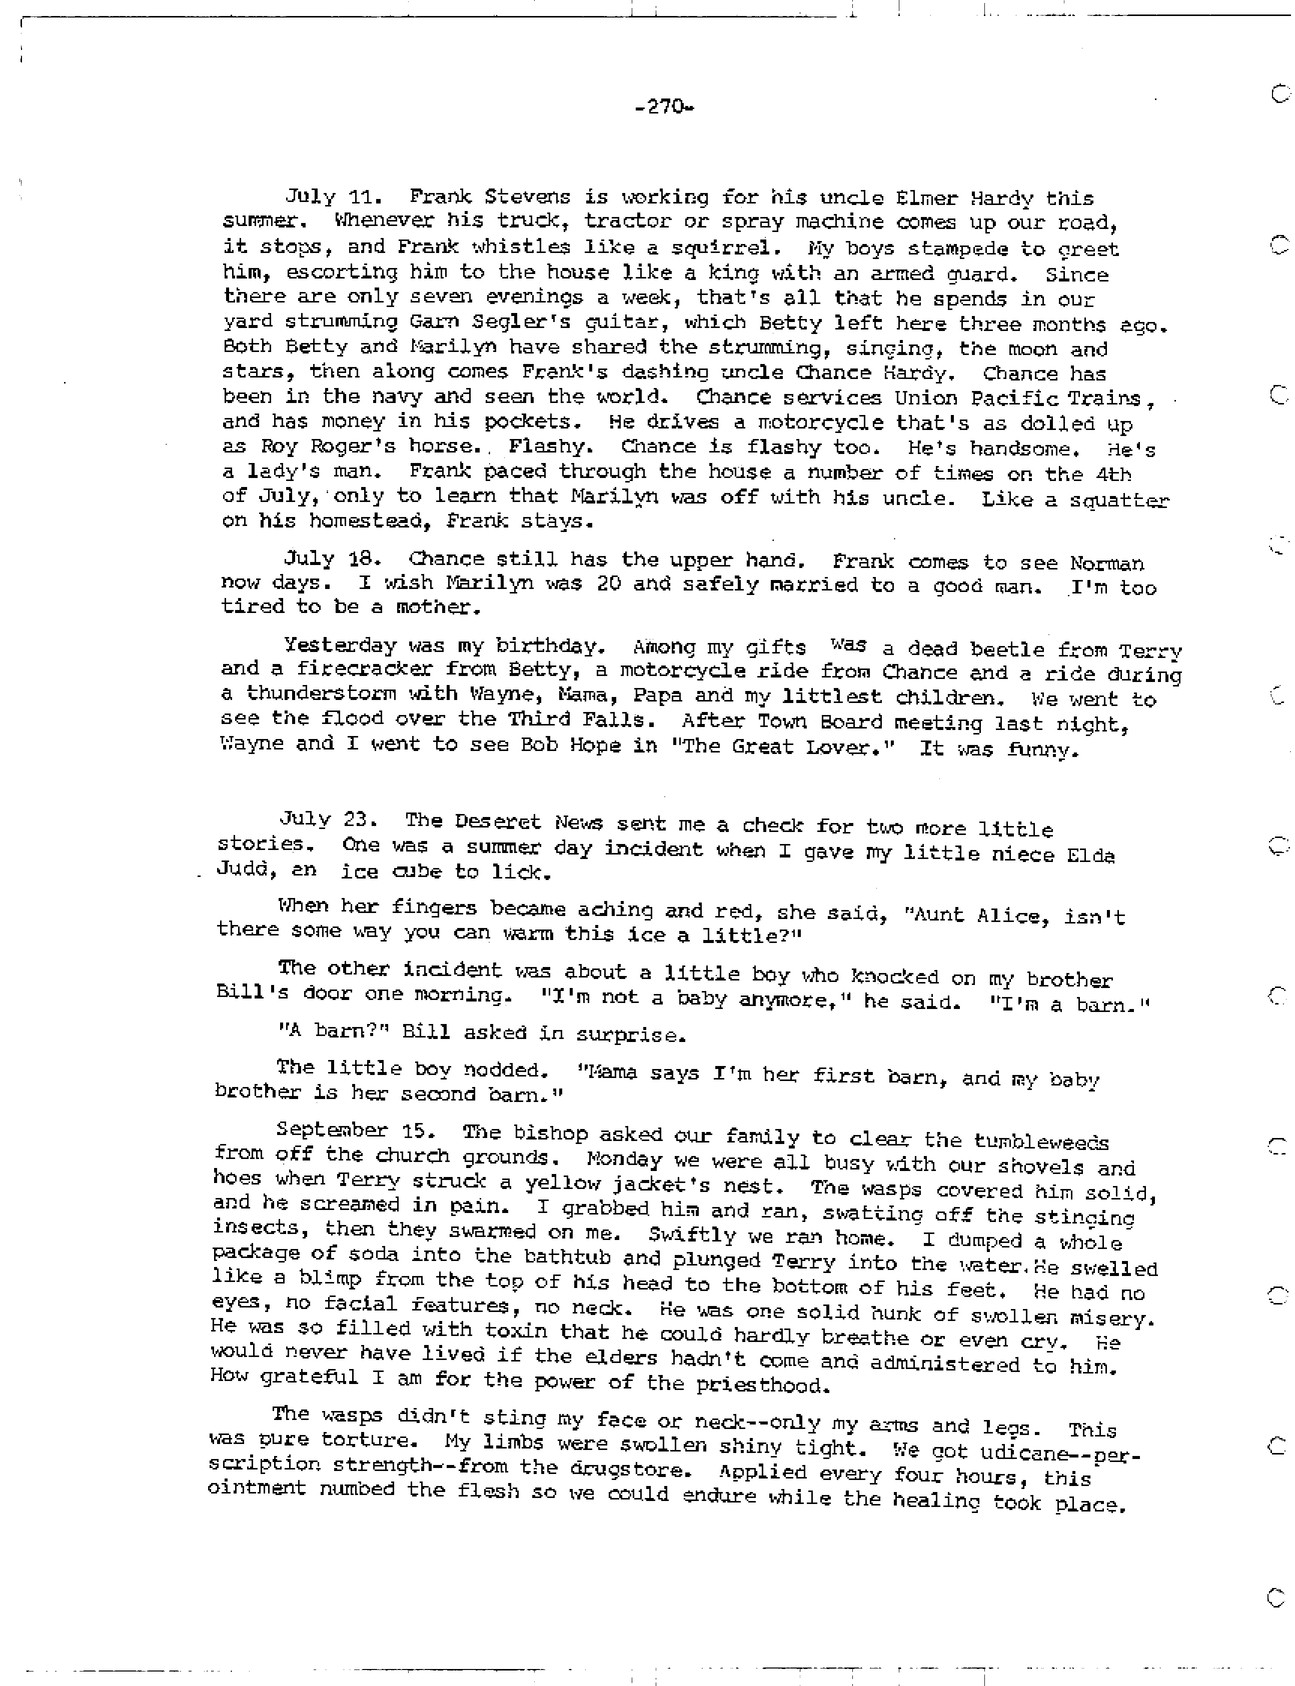 -270-
July 11. Frank Stevens is working for his uncle Elmer Hardy this
summer. Whenever his truck, tractor or spray machine comes up our road,
it stops, and Frank whistles like a squirrel. My boys stampede to greet
him, escorting him to the house like a king with an armed guard. Since
there are only seven evenings a week, that's all that he spends in our
yard strumming Garn Segler's guitar, which Betty left here three months ago.
Both Betty and Marilyn have shared the strumming, singing, the moon and
stars, then along comes Frank's dashing uncle Chance Hardy. Chance has
been in the navy and seen the world. Chance services Union Pacific Trains,
and has money in his pockets. He drives a motorcycle that's as dolled up
as Roy Roger's horse. Flashy. Chance is flashy too. He's handsome. He's
a lady's man. Frank paced through the house a number of times on the 4th
of July, only to learn that Marilyn was off with his uncle. Like a squatter
on his homestead, Frank stays.
July 18. Chance still has the upper hand. Frank comes to see Norman
now days. I wish Marilyn was 20 and safely married to a good man. I'm too
tired to be a mother.
Yesterday was my birthday. Among my gifts was a dead beetle from Terry
and a firecracker from Betty, a motorcycle ride from Chance and a ride during
a thunderstorm with Wayne, Mama, Papa and my littlest children. We went to
see the flood over the Third Falls. After Town Board meeting last night,
Wayne and I went to see Bob Hope in "The Great Lover." It was funny.
July 23. The Deseret News sent me a check for two more little
stories. One was a summer day incident when I gave my little niece Elda
Judd, an ice cube to lick.
When her fingers became aching and red, she said, "Aunt Alice, isn't
there some way you can warm this ice a little?"
The other incident was about a little boy who knocked on my brother
Bill's door one morning. "I'm not a baby anymore," he said. "I'm a barn."
"A barn?" Bill asked in surprise.
The little boy nodded. "Mama says I'm her first barn, and my baby
brother is her second barn."
September 15. The bishop asked our family to clear the tumbleweeds
from off the church grounds. Monday we were all busy with our shovels and
hoes when Terry struck a yellow jacket's nest. The wasps covered him solid,
and he screamed in pain. I grabbed him and ran, swatting off the stinging
insects, then they swarmed on me. Swiftly we ran home. I dumped a whole
package of soda into the bathtub and plunged Terry into the water.He swelled
like a blimp from the top of his head to the bottom of his feet. He had no
eyes, no facial features, no neck. He was one solid hunk of swollen misery.
He was so filled with toxin that he could hardly breathe or even cry. He
would never have lived if the elders hadn't come and administered to him.
How grateful I am for the power of the priesthood.
The wasps didn't sting my face or neck--only my arms and legs. This
was pure torture. My limbs were swollen shiny tight. We got udicane--per-
scription strength--from the drugstore. Applied every four hours, this
ointment numbed the flesh so we could endure while the healing took place.